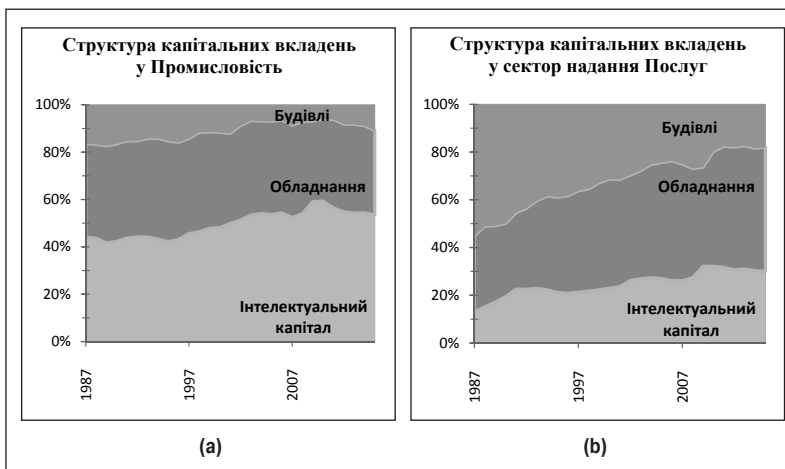 Структура капітальних вкладень
у Промисловість
100%
80%
60%
40%
20%
0%
Будівлі
Обладнання
Інтелектуальний
капітал
1987
1997
2007
(a)
Структура капітальних вкладень
у сектор надання Послуг
100%
80%
60%
40%
20%
0%
Будівлі
Обладнання
Інтелектуальний
капітал
1987
1997
2007
(b)